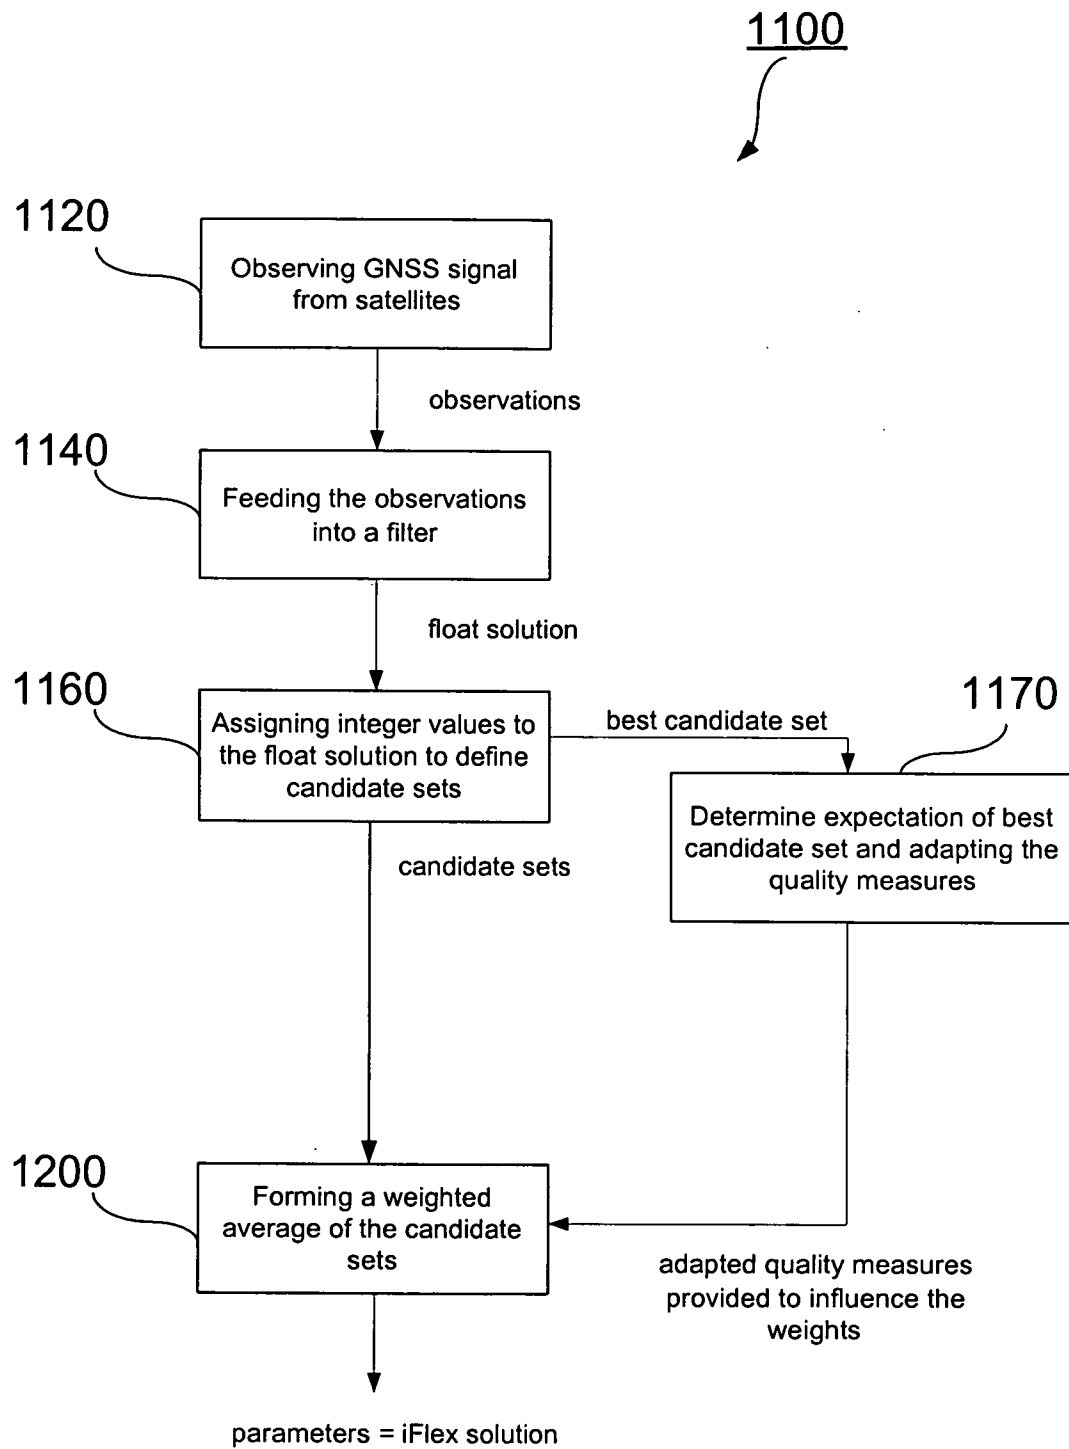 1100
1120
Observing GNSS signal
from satellites
observations
1140
Feeding the observations
into a filter
float solution
1160
Assigning integer values to
the float solution to define
candidate sets
best candidate set
1170
Determine expectation of best
candidate set and adapting the
quality measures
candidate sets
1200
Forming a weighted
average of the candidate
sets
adapted quality measures
provided to influence the
weights
parameters = iFlex solution